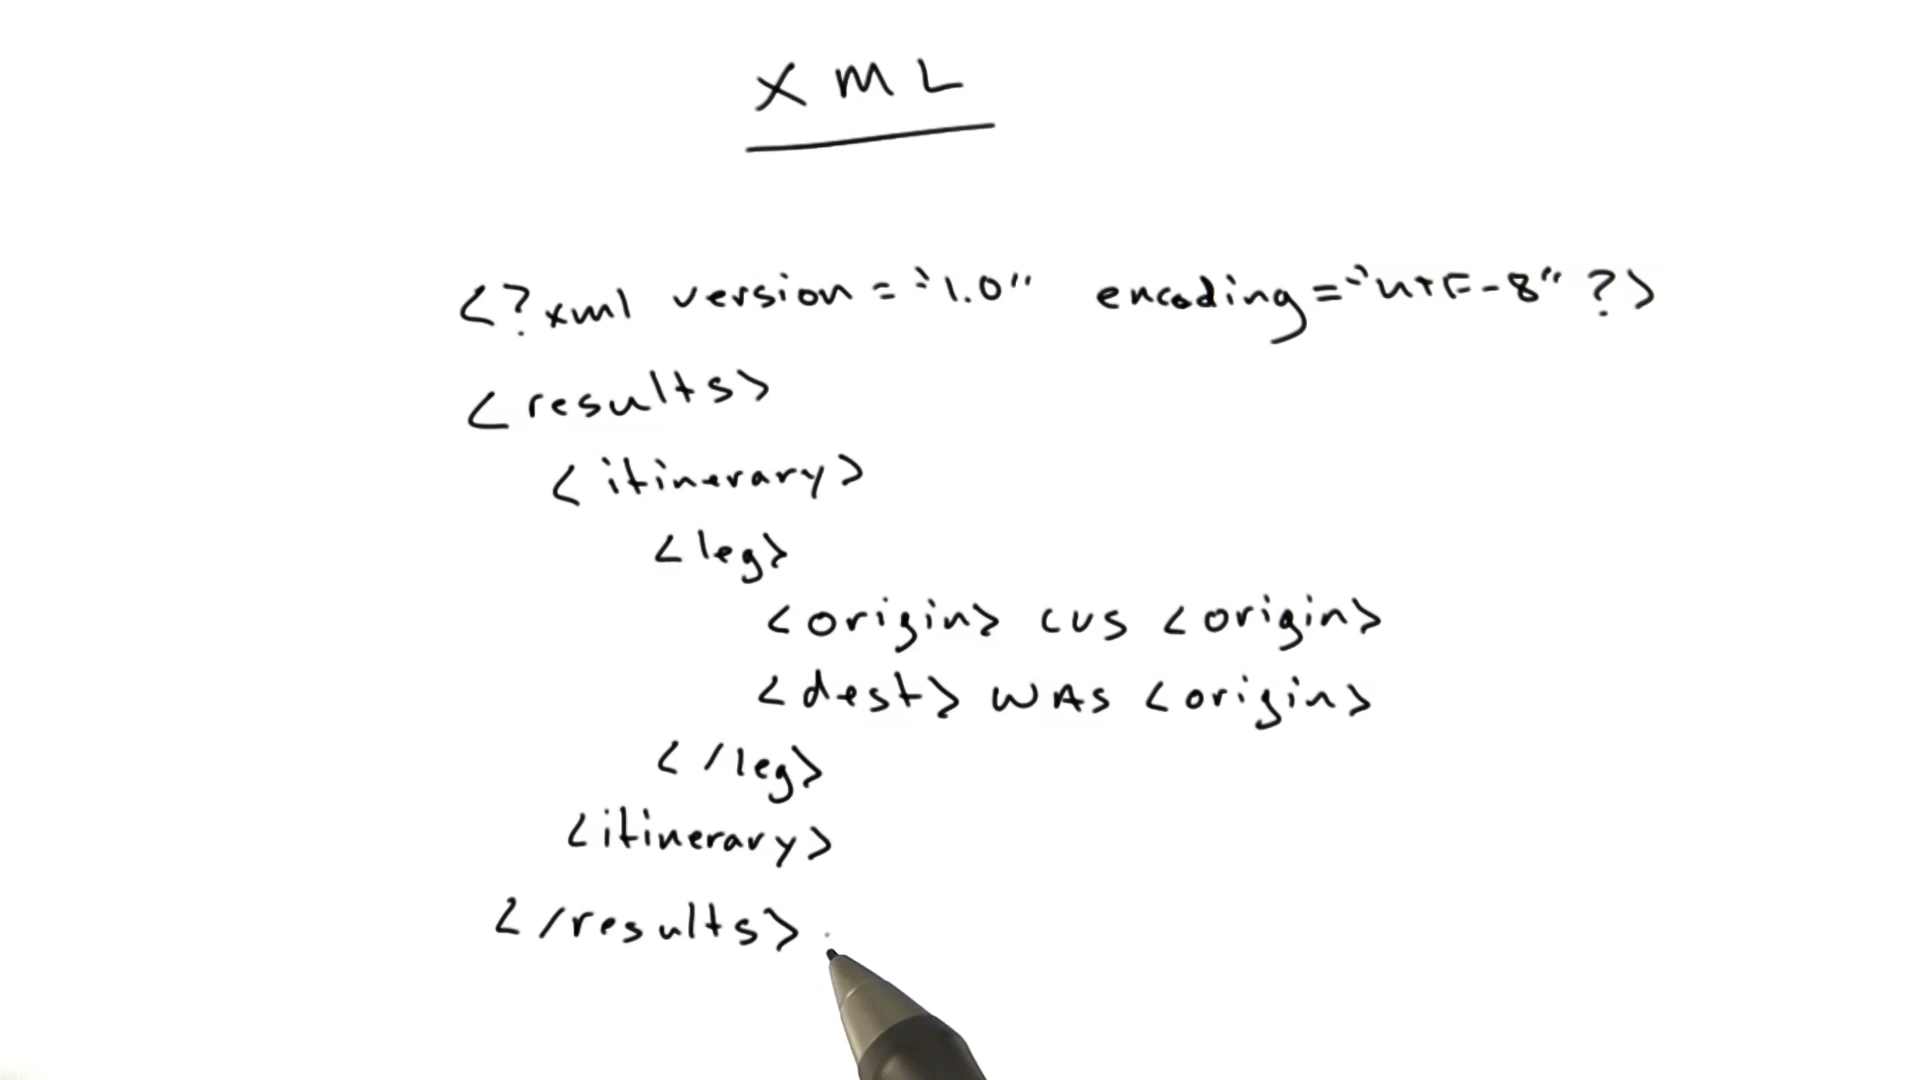 XML
<?xml version="1.0" encoding="utf-8"?>
<results>
<itinerary>
<leg>
<origin> CUS <origin>
<dest> WAS <origin>
</leg>
<itinerary>
</results>